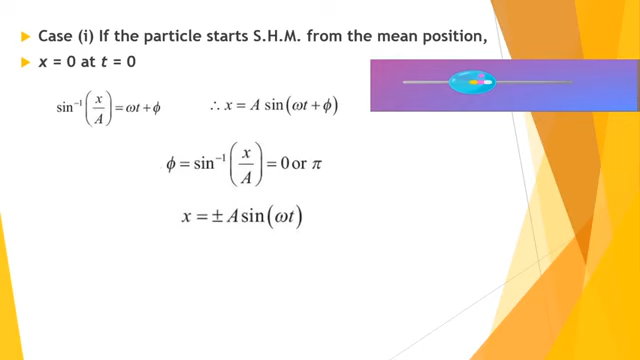 Case (i) If the particle starts S.H.M. from the mean position,
x = 0 at t = 0
sin⁻¹(x/A) = ωt + ϕ   ∴ x = A sin(ωt + ϕ)
ϕ = sin⁻¹(x/A) = 0 or π
x = ± A sin(ωt)